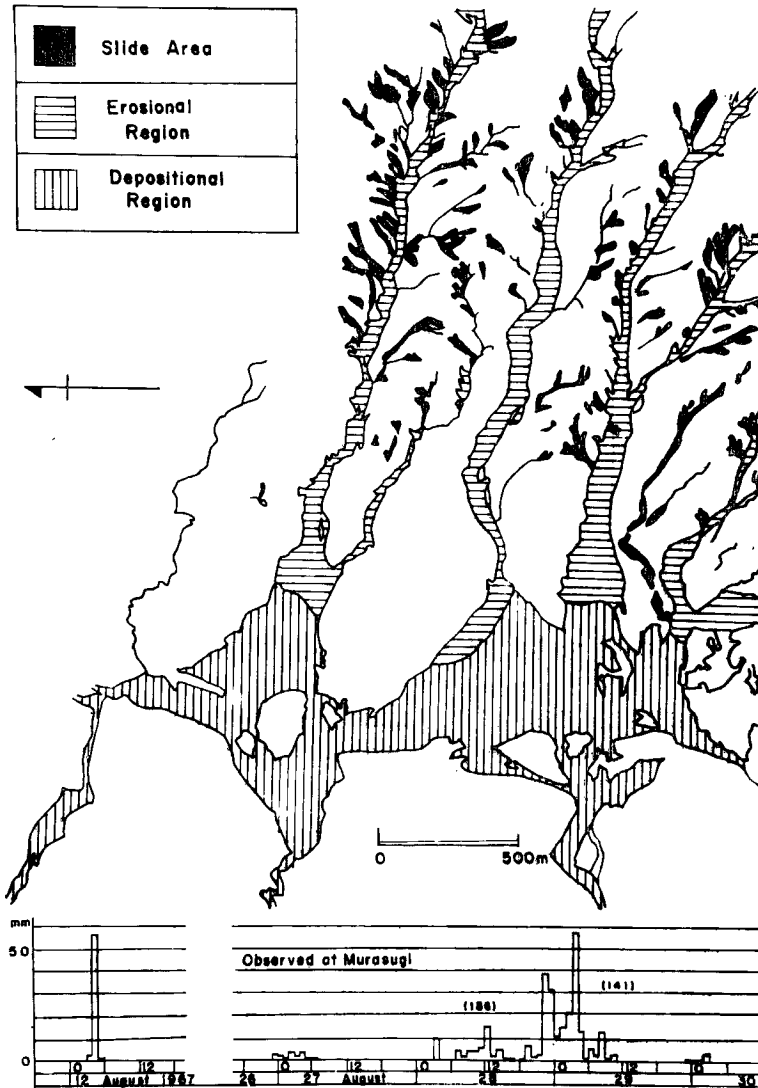 Slide Area
Erosional
Region
Depositional
Region
0 500m
mm
50
0
Observed at Murasugi
(186)
(141)
0 12 0 12 0 12 0 12 0
12 August 1967 26 27 August 28 29 30